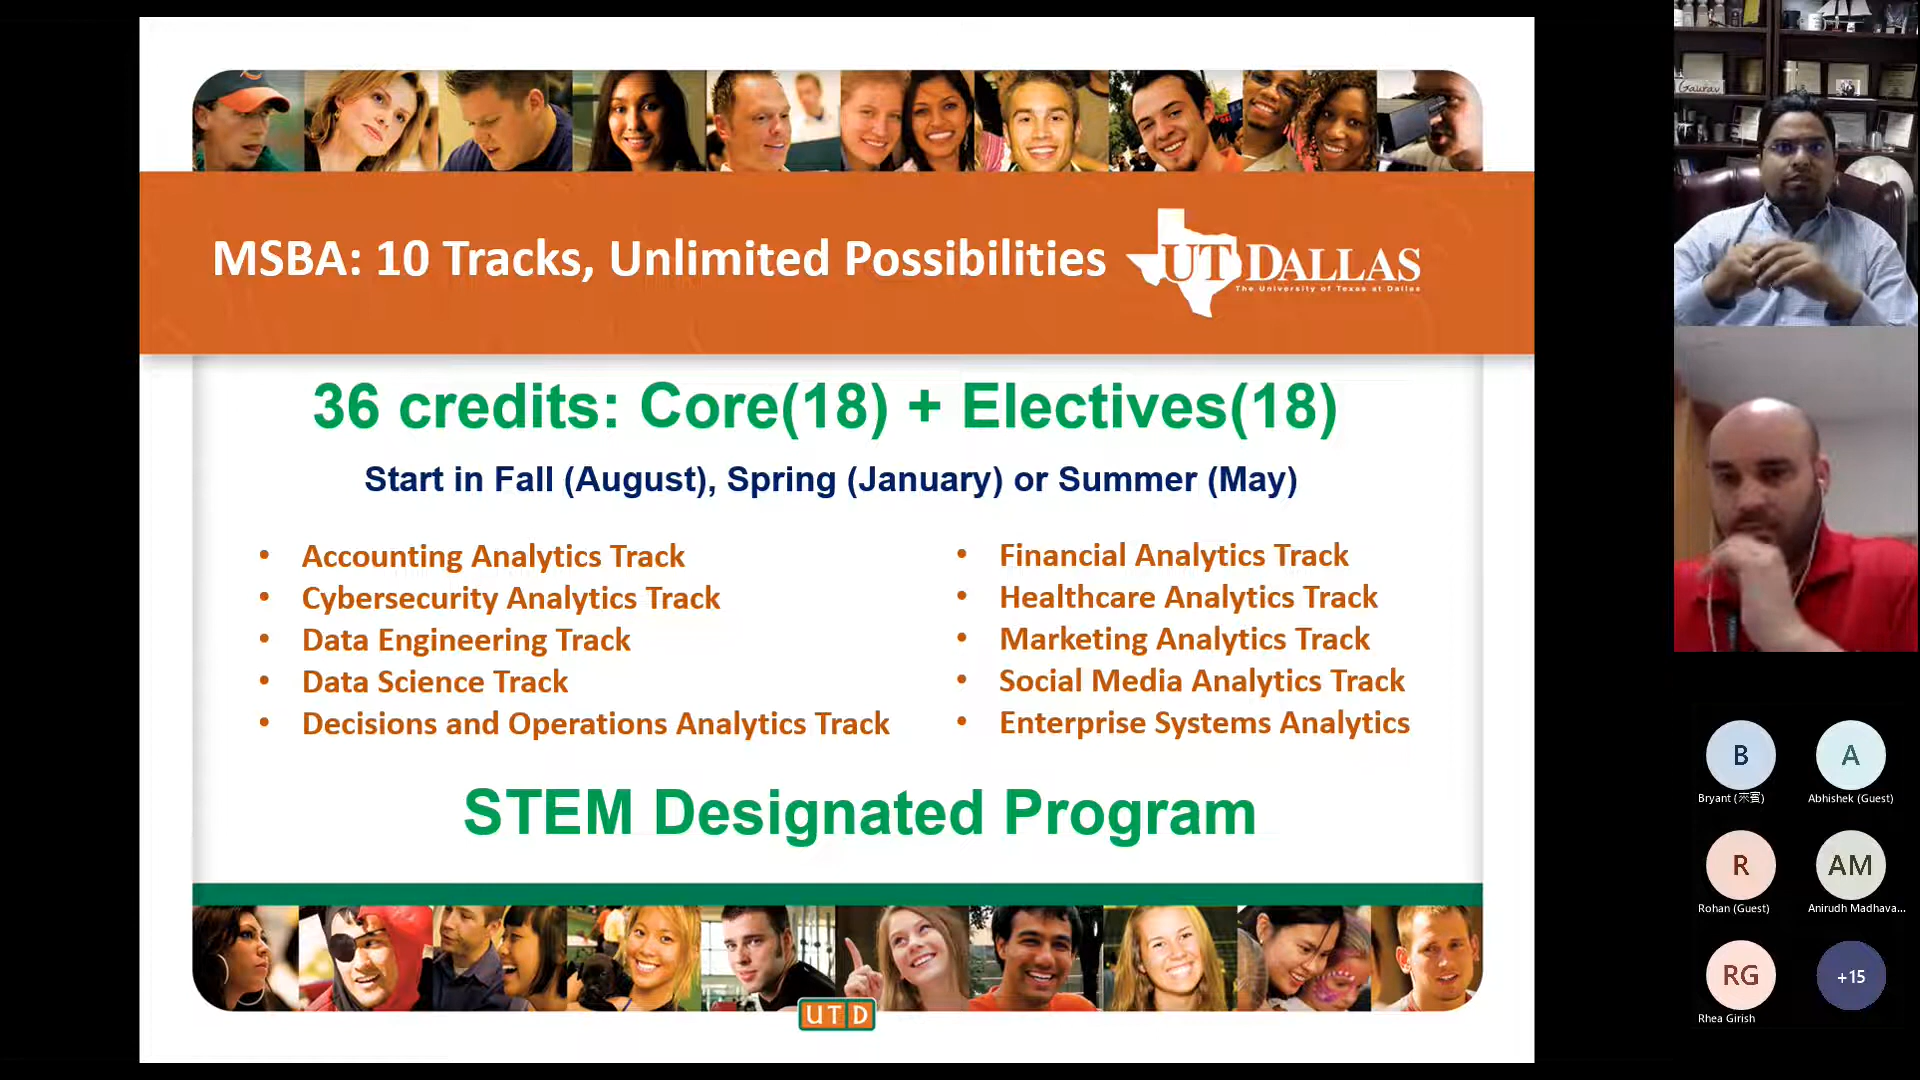 MSBA: 10 Tracks, Unlimited Possibilities
UT DALLAS
The University of Texas at Dallas
36 credits: Core(18) + Electives(18)
Start in Fall (August), Spring (January) or Summer (May)
• Accounting Analytics Track
• Cybersecurity Analytics Track
• Data Engineering Track
• Data Science Track
• Decisions and Operations Analytics Track
• Financial Analytics Track
• Healthcare Analytics Track
• Marketing Analytics Track
• Social Media Analytics Track
• Enterprise Systems Analytics
STEM Designated Program
UTD
Gaurav
B
Bryant (来賓)
A
Abhishek (Guest)
R
Rohan (Guest)
AM
Anirudh Madhava...
RG
Rhea Girish
+15